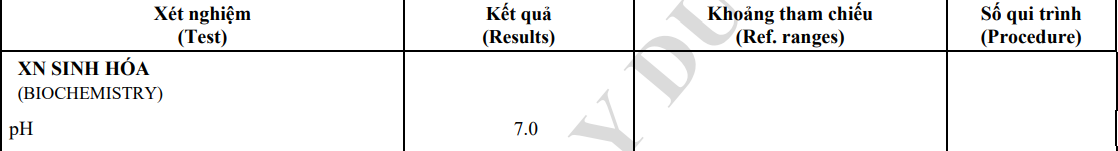 Xét nghiệm
(Test)
Kết quả
(Results)
Khoảng tham chiếu
(Ref. ranges)
Số qui trình
(Procedure)
XN SINH HÓA
(BIOCHEMISTRY)
pH 7.0
Y DƯ